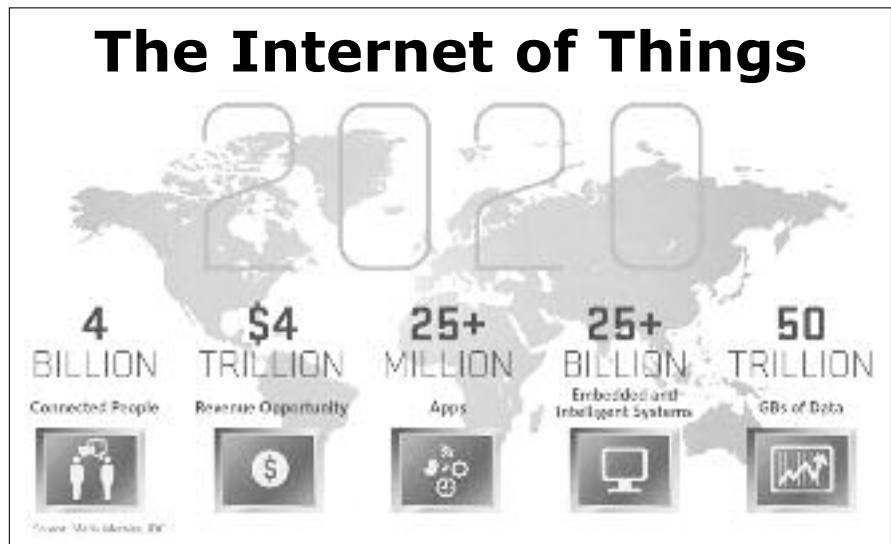 The Internet of Things
2020
4
BILLION
Connected People
$4
TRILLION
Revenue Opportunity
25+
MILLION
Apps
25+
BILLION
Embedded and
Intelligent Systems
50
TRILLION
GBs of Data
$